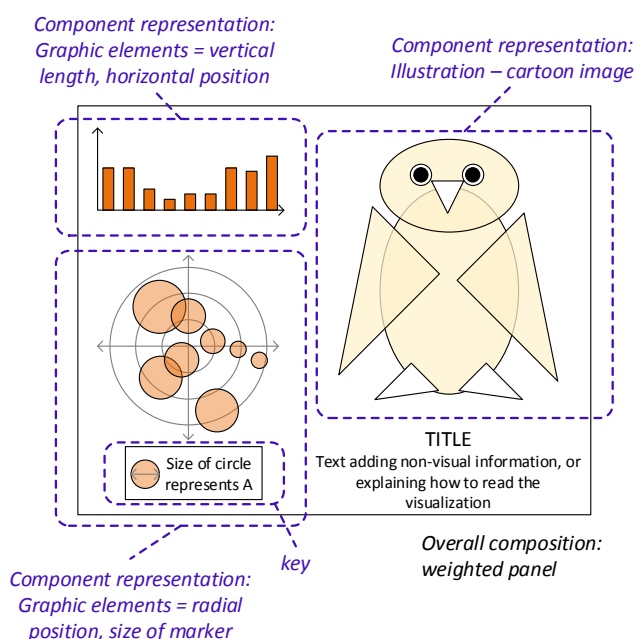 Component representation:
Graphic elements = vertical
length, horizontal position
Component representation:
Illustration – cartoon image
Size of circle
represents A
TITLE
Text adding non-visual information, or
explaining how to read the
visualization
Overall composition:
weighted panel
key
Component representation:
Graphic elements = radial
position, size of marker